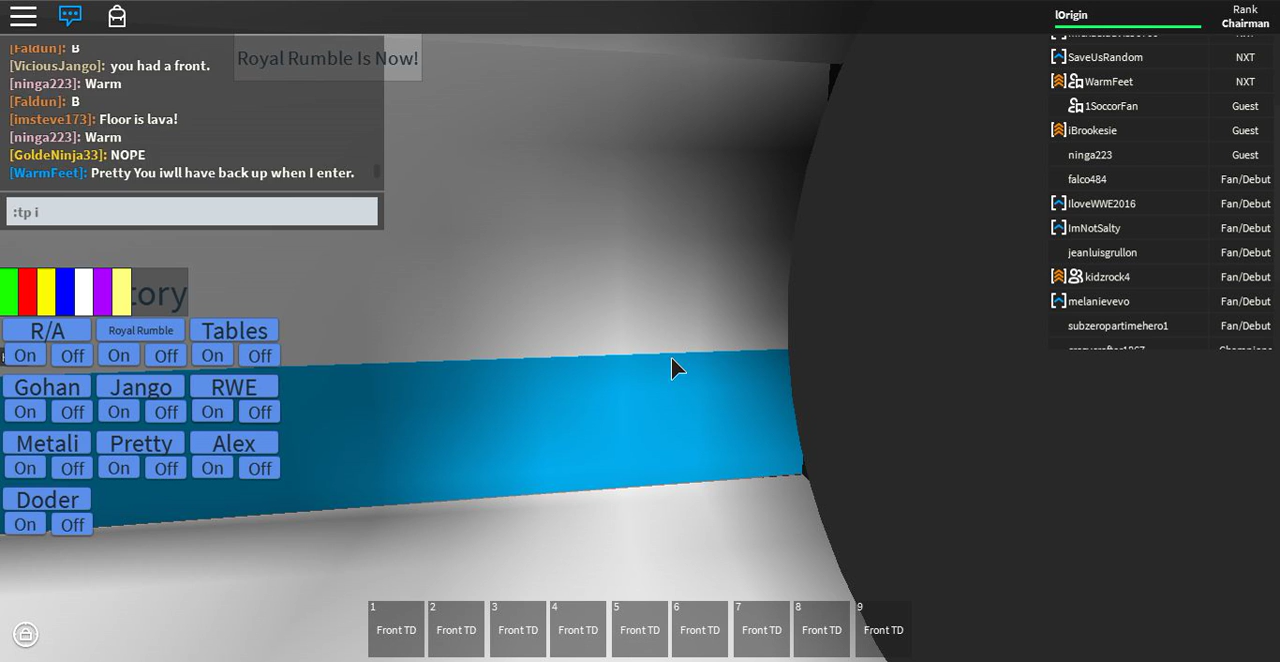 lOrigin
Rank
Chairman
[Faldun]: B
[ViciousJango]: you had a front.
[ninga223]: Warm
[Faldun]: B
[imsteve173]: Floor is lava!
[ninga223]: Warm
[GoldeNinja33]: NOPE
[WarmFeet]: Pretty You iwll have back up when I enter.
:tp i
Royal Rumble Is Now!
SaveUsRandom NXT
WarmFeet NXT
1SoccorFan Guest
iBrookesie Guest
ninga223 Guest
falco484 Fan/Debut
IloveWWE2016 Fan/Debut
ImNotSalty Fan/Debut
jeanluisgrullon Fan/Debut
kidzrock4 Fan/Debut
melanievevo Fan/Debut
subzeropartimehero1 Fan/Debut
tory
R/A Royal Rumble Tables
On Off On Off On Off
Gohan Jango RWE
On Off On Off On Off
Metali Pretty Alex
On Off On Off On Off
Doder
On Off
1 2 3 4 5 6 7 8 9
Front TD Front TD Front TD Front TD Front TD Front TD Front TD Front TD Front TD